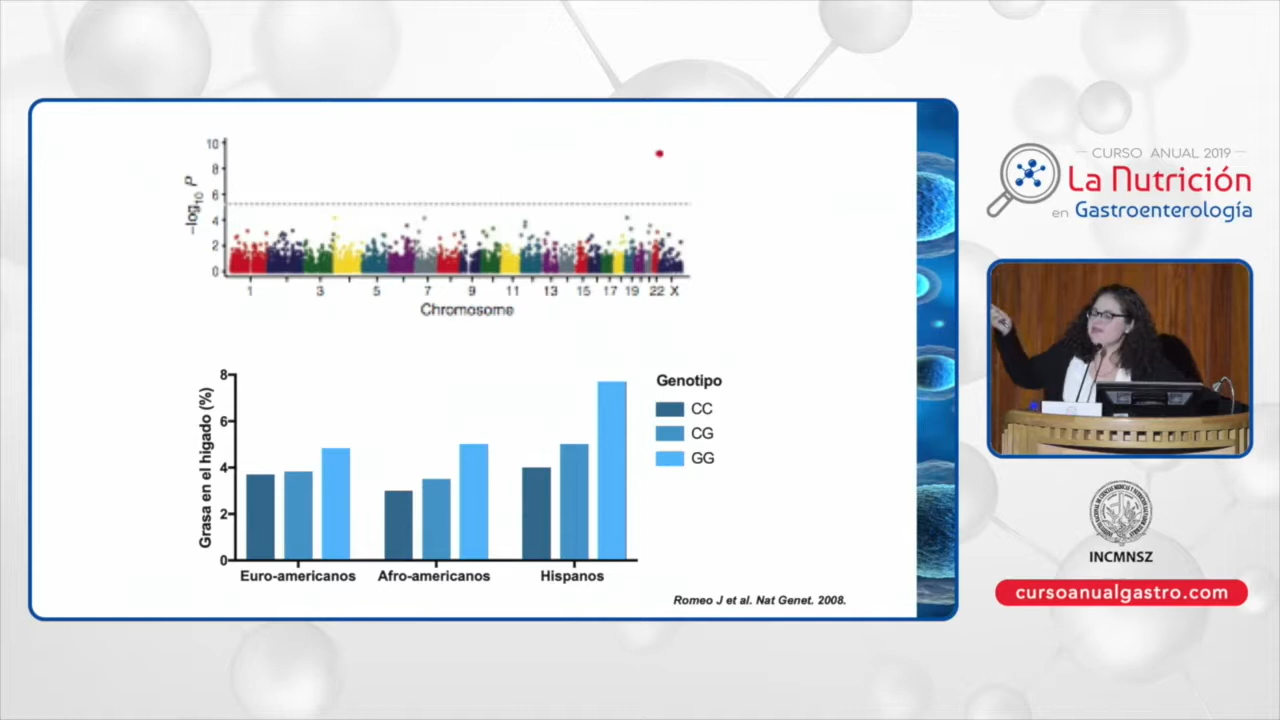 10
8
6
4
2
0
−log10 P
1 3 5 7 9 11 13 15 17 19 22 X
Chromosome
8
6
4
2
0
Grasa en el hígado (%)
Euro-americanos Afro-americanos Hispanos
Genotipo
CC
CG
GG
Romeo J et al. Nat Genet. 2008.
CURSO ANUAL 2019
La Nutrición
en Gastroenterología
INCMNSZ
cursoanualgastro.com